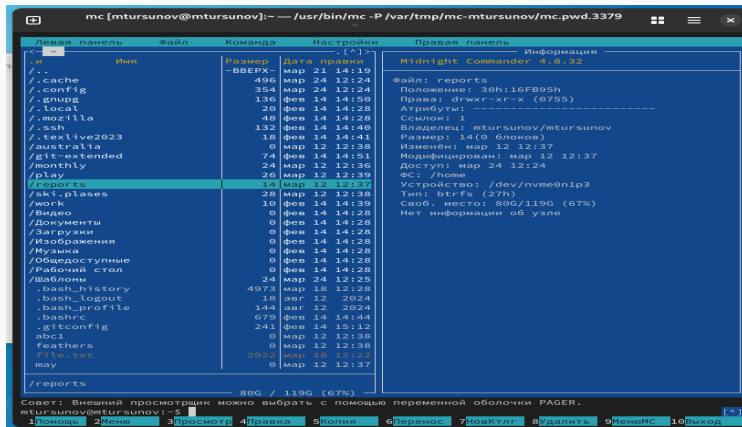 mc [mtursunov@mtursunov]:~ — /usr/bin/mc -P /var/tmp/mc-mtursunov/mc.pwd.3379
Левая панель Файл Команда Настройки Правая панель
<— ~ .[^]> Информация
.и Имя Размер Дата правки Midnight Commander 4.8.32
/.. -ВВЕРХ- мар 21 14:19
/.cache 496 мар 24 12:24 Файл: reports
/.config 354 мар 24 12:24 Положение: 30h:16FB95h
/.gnupg 136 фев 14 14:50 Права: drwxr-xr-x (0755)
/.local 20 фев 14 14:28 Атрибуты: -------------------------
/.mozilla 48 фев 14 14:28 Ссылок: 1
/.ssh 132 фев 14 14:40 Владелец: mtursunov/mtursunov
/.texlive2023 18 фев 14 14:41 Размер: 14(0 блоков)
/australia 0 мар 12 12:38 Изменён: мар 12 12:37
/git-extended 74 фев 14 14:51 Модифицирован: мар 12 12:37
/monthly 24 мар 12 12:36 Доступ: мар 24 12:24
/play 26 мар 12 12:39 ФС: /home
/reports 14 мар 12 12:37 Устройство: /dev/nvme0n1p3
/ski.plases 28 мар 12 12:38 Тип: btrfs (27h)
/work 10 фев 14 14:39 Своб. место: 80G/119G (67%)
/Видео 0 фев 14 14:28 Нет информации об узле
/Документы 0 фев 14 14:28
/Загрузки 0 фев 14 14:28
/Изображения 0 фев 14 14:28
/Музыка 0 фев 14 14:28
/Общедоступные 0 фев 14 14:28
/Рабочий стол 0 фев 14 14:28
/Шаблоны 24 мар 24 12:25
.bash_history 4973 мар 18 12:28
.bash_logout 18 авг 12 2024
.bash_profile 144 авг 12 2024
.bashrc 679 фев 14 14:44
.gitconfig 241 фев 14 15:12
abc1 0 мар 12 12:38
feathers 0 мар 12 12:38
file.txt 2922 мар 18 12:22
may 0 мар 12 12:37
/reports
80G / 119G (67%)
Совет: Внешний просмотрщик можно выбрать с помощью переменной оболочки PAGER.
mtursunov@mtursunov:~$ [^]
1Помощь 2Меню 3Просмотр 4Правка 5Копия 6Перенос 7НовКтлг 8Удалить 9МенюМС 10Выход